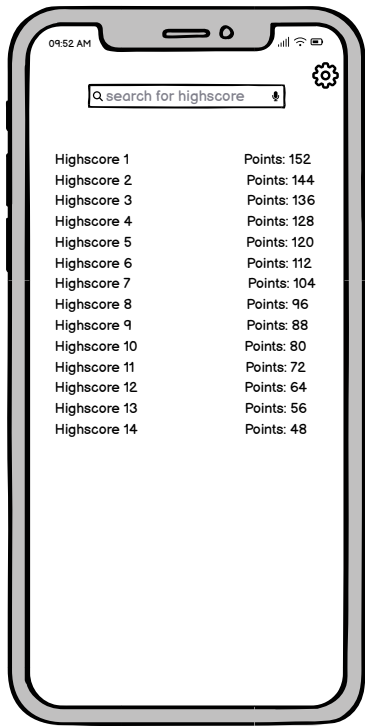 09:52 AM
search for highscore
Highscore 1 Points: 152
Highscore 2 Points: 144
Highscore 3 Points: 136
Highscore 4 Points: 128
Highscore 5 Points: 120
Highscore 6 Points: 112
Highscore 7 Points: 104
Highscore 8 Points: 96
Highscore 9 Points: 88
Highscore 10 Points: 80
Highscore 11 Points: 72
Highscore 12 Points: 64
Highscore 13 Points: 56
Highscore 14 Points: 48